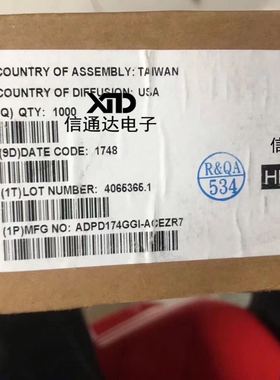 COUNTRY OF ASSEMBLY: TAIWAN
COUNTRY OF DIFFUSION: USA
XTD
Q) QTY: 1000
信通达电子
(9D)DATE CODE: 1748
R&QA
534
信
(1T)LOT NUMBER: 4066365.1
(1P)MFG NO: ADPD174GGI-ACEZR7